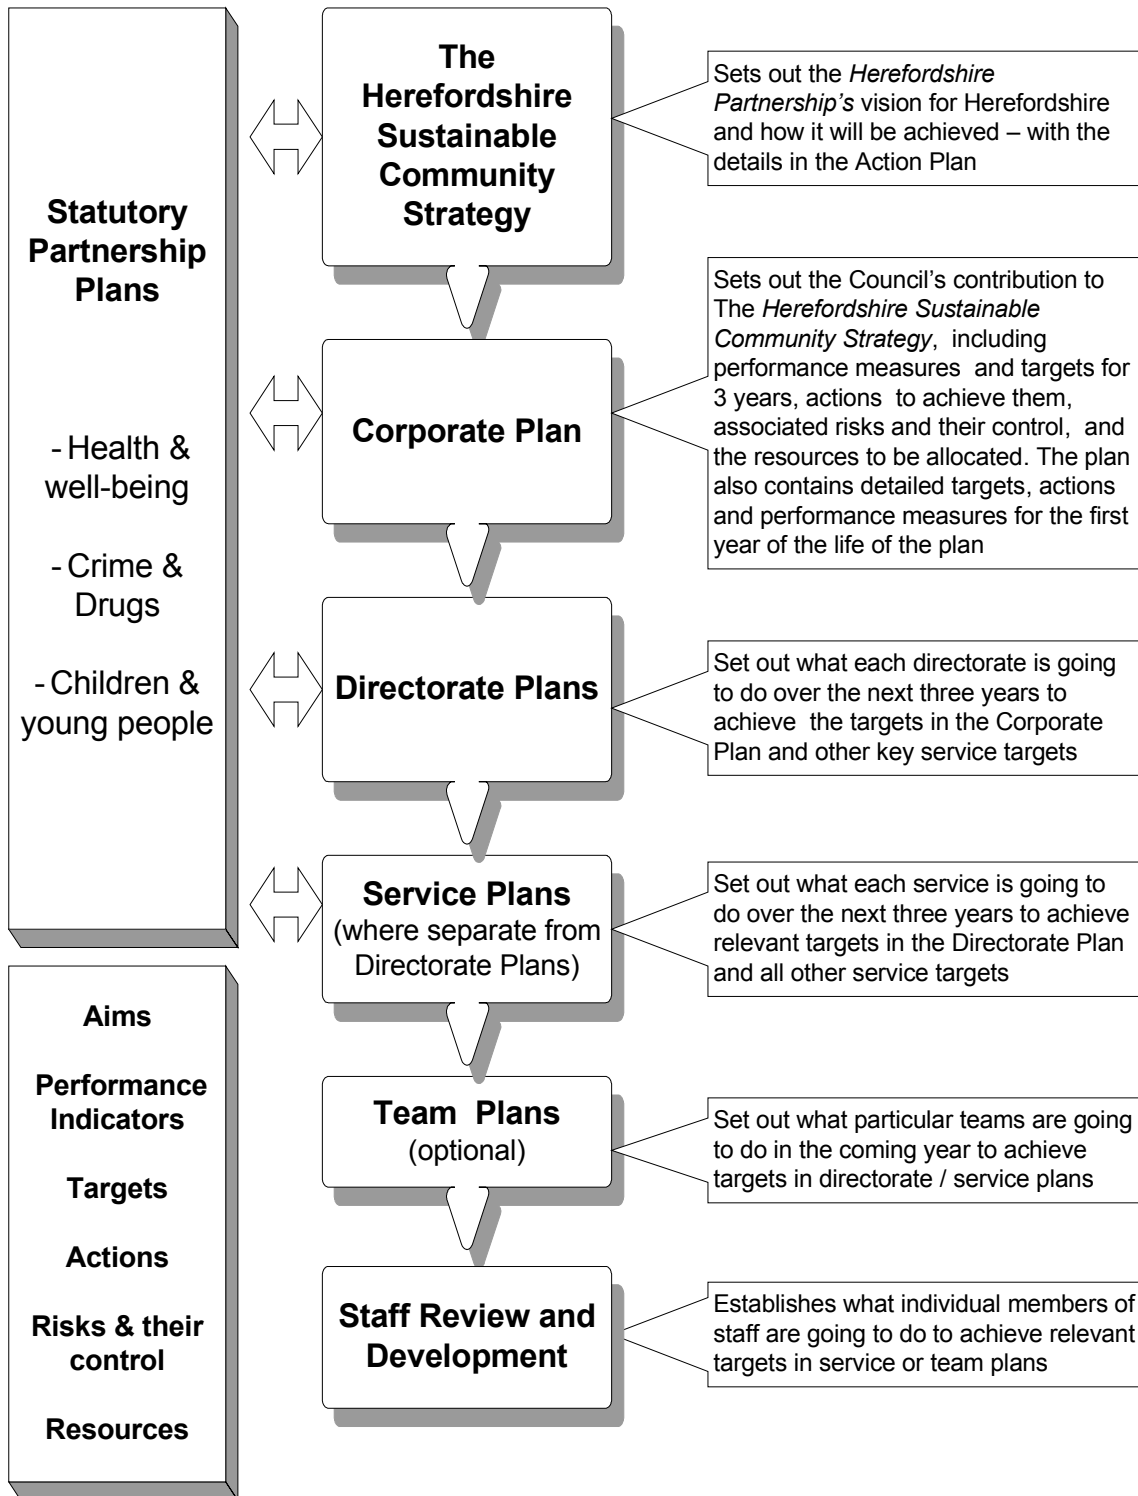 Statutory
Partnership
Plans
- Health &
well-being
- Crime &
Drugs
- Children &
young people
Aims
Performance
Indicators
Targets
Actions
Risks & their
control
Resources
The
Herefordshire
Sustainable
Community
Strategy
Sets out the Herefordshire
Partnership's vision for Herefordshire
and how it will be achieved – with the
details in the Action Plan
Corporate Plan
Sets out the Council's contribution to
The Herefordshire Sustainable
Community Strategy, including
performance measures and targets for
3 years, actions to achieve them,
associated risks and their control, and
the resources to be allocated. The plan
also contains detailed targets, actions
and performance measures for the first
year of the life of the plan
Directorate Plans
Set out what each directorate is going
to do over the next three years to
achieve the targets in the Corporate
Plan and other key service targets
Service Plans
(where separate from
Directorate Plans)
Set out what each service is going to
do over the next three years to achieve
relevant targets in the Directorate Plan
and all other service targets
Team Plans
(optional)
Set out what particular teams are going
to do in the coming year to achieve
targets in directorate / service plans
Staff Review and
Development
Establishes what individual members of
staff are going to do to achieve relevant
targets in service or team plans